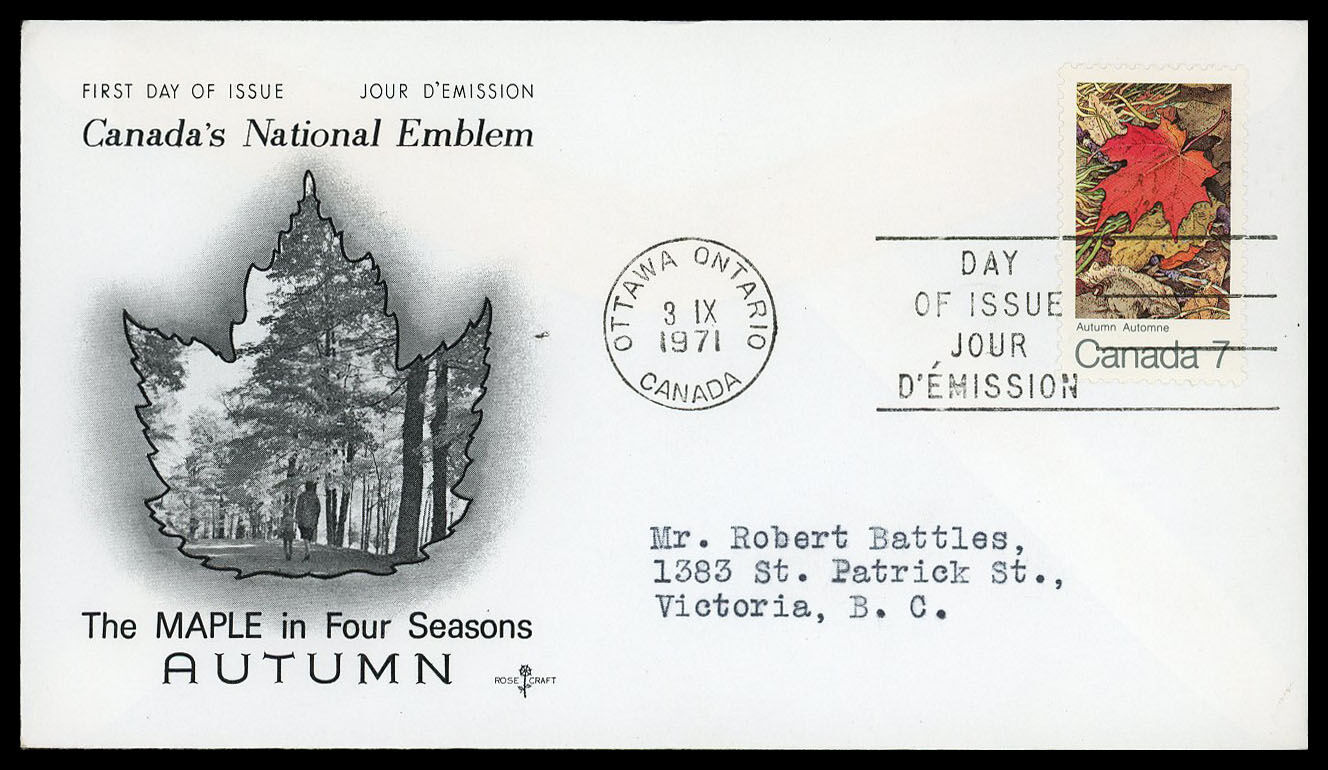 FIRST DAY OF ISSUE JOUR D'ÉMISSION
Canada's National Emblem
The MAPLE in Four Seasons
AUTUMN
ROSE CRAFT
OTTAWA ONTARIO
3 IX
1971
CANADA
DAY
OF ISSUE
JOUR
D'ÉMISSION
Autumn Automne
Canada 7
Mr. Robert Battles,
1383 St. Patrick St.,
Victoria, B. C.